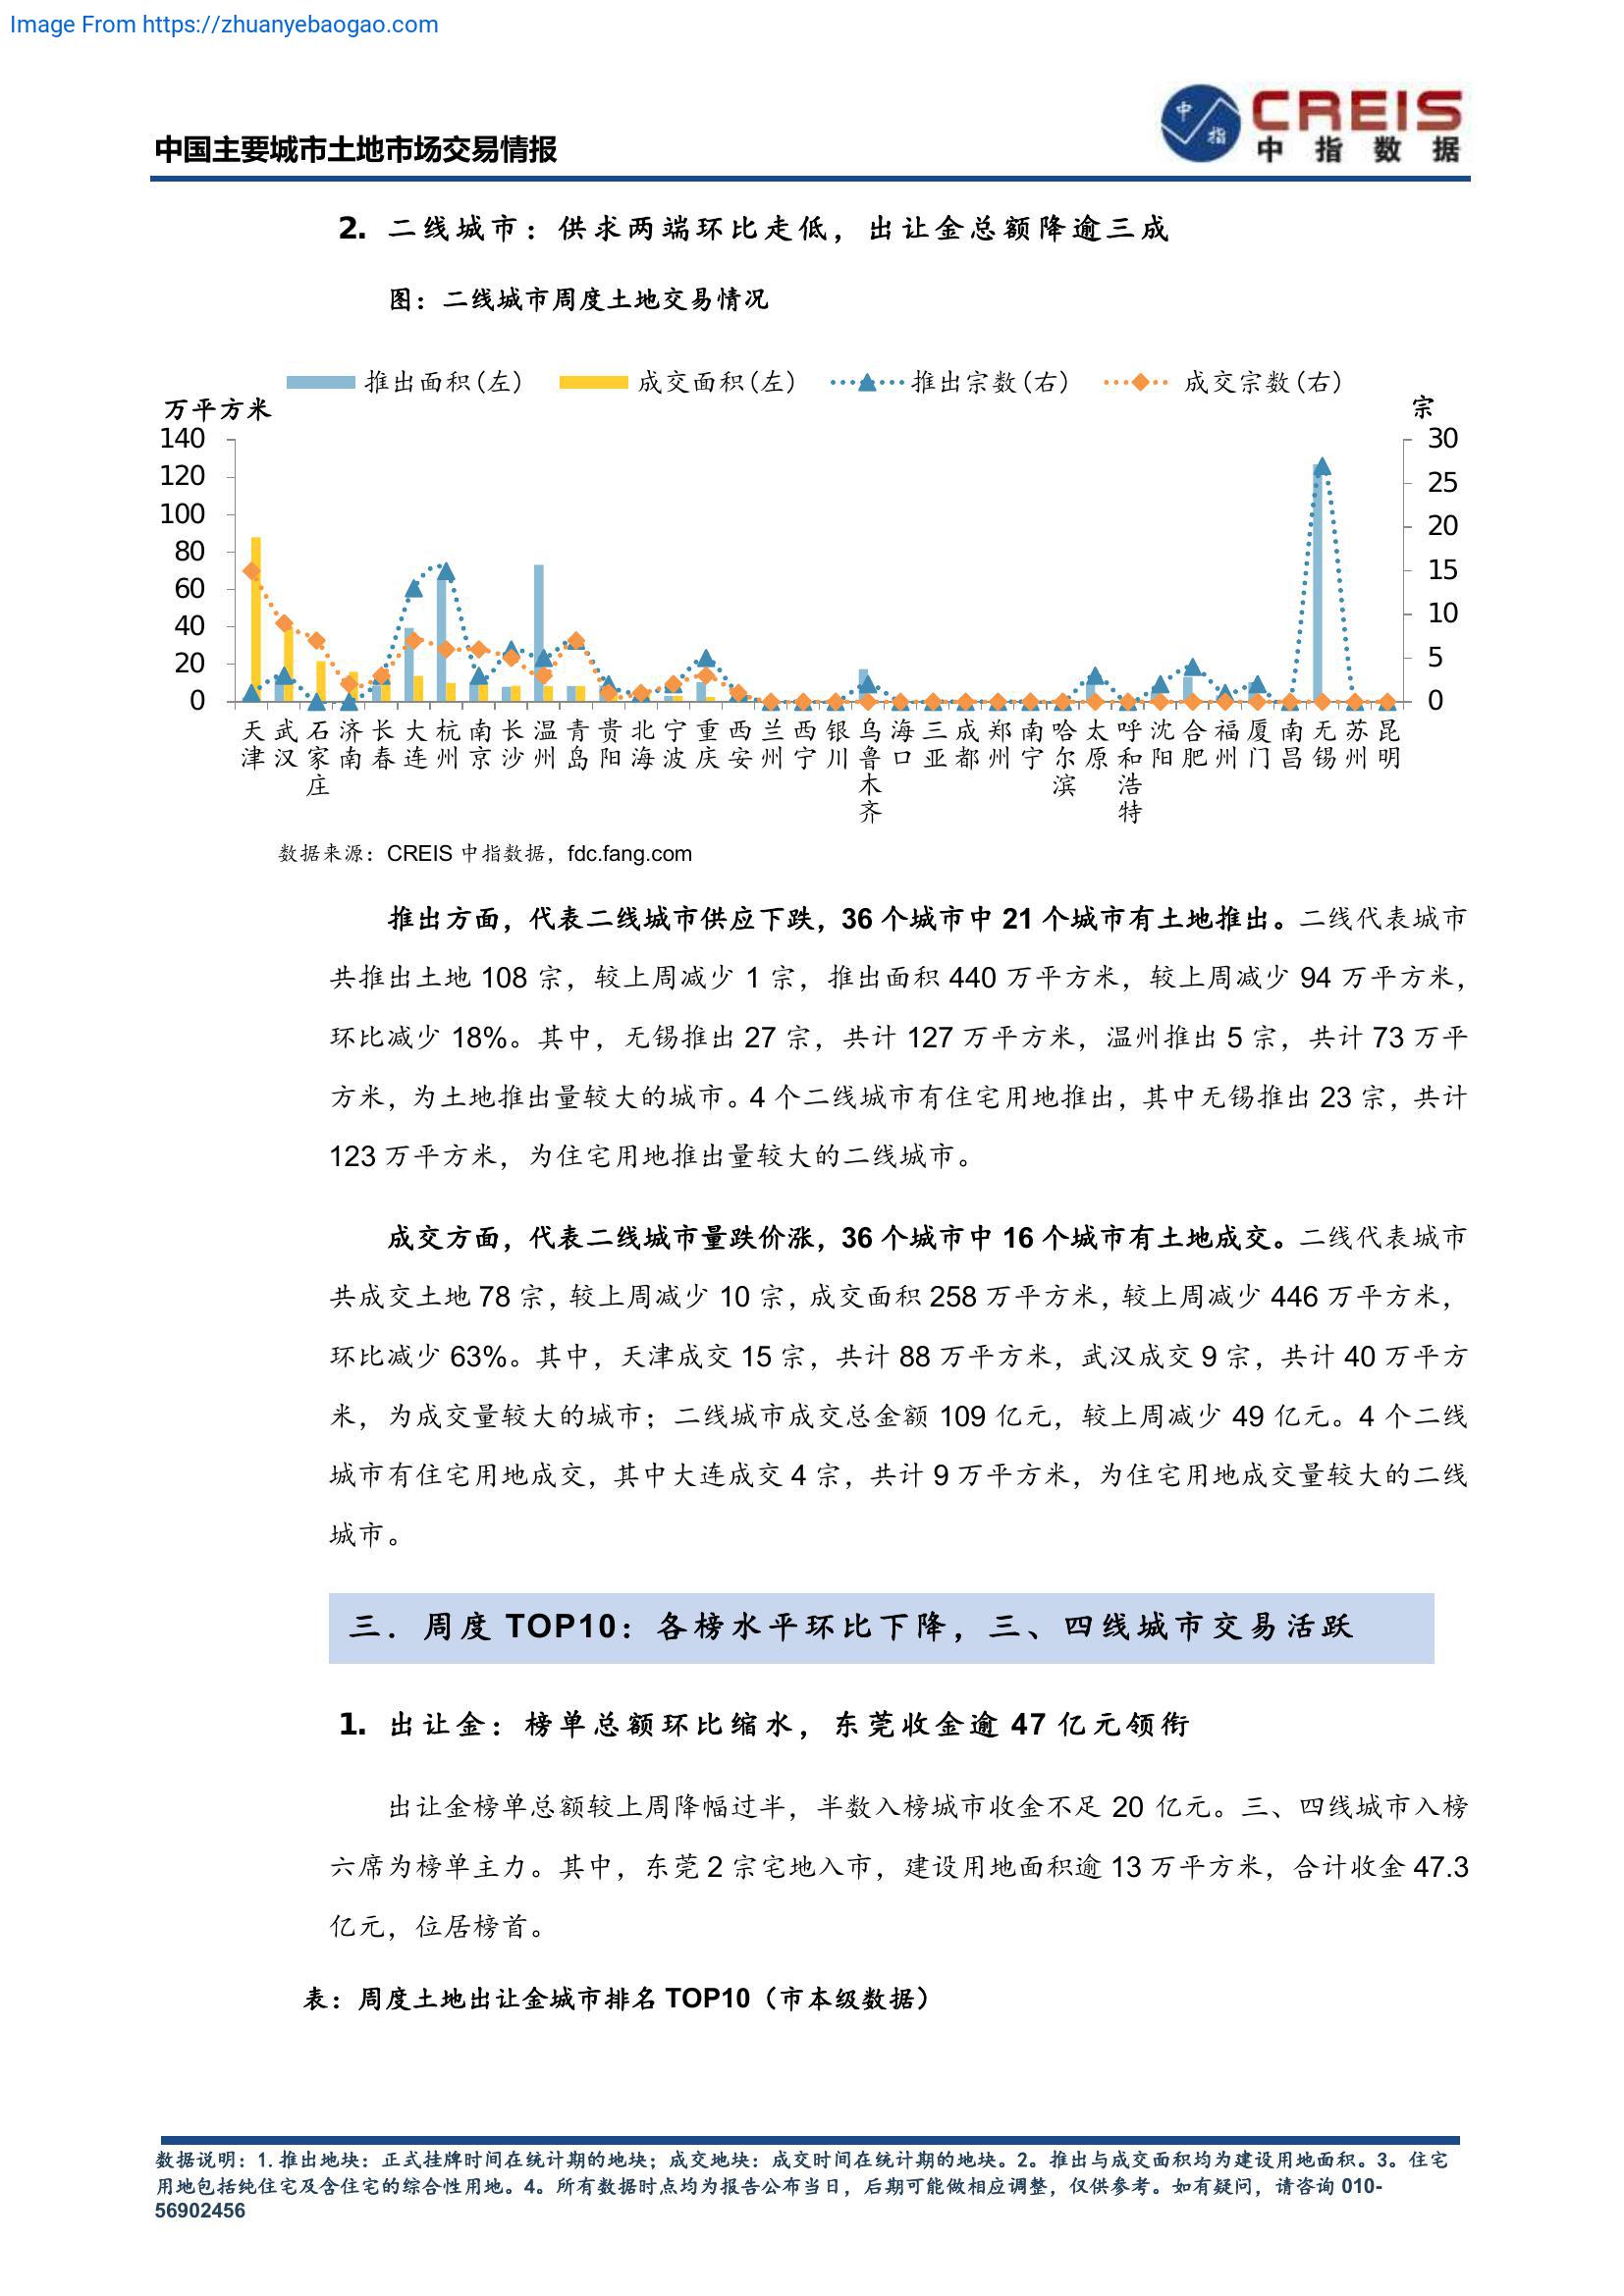 Image From https://zhuanyebaogao.com
中国主要城市土地市场交易情报
中指
CREIS
中指数据
2. 二线城市：供求两端环比走低，出让金总额降逾三成
图：二线城市周度土地交易情况
推出面积(左) 成交面积(左) 推出宗数(右) 成交宗数(右)
万平方米 宗
140 30
120 25
100 20
80 15
60 10
40 5
20 0
0
天津 武汉 石家庄 济南 长春 大连 杭州 南京 长沙 温州 青岛 贵阳 北海 宁波 重庆 西安 兰州 西宁 银川 乌鲁木齐 海口 三亚 成都 郑州 南宁 哈尔滨 太原 呼和浩特 沈阳 合肥 福州 厦门 南昌 无锡 苏州 昆明
数据来源：CREIS 中指数据，fdc.fang.com
推出方面，代表二线城市供应下跌，36 个城市中 21 个城市有土地推出。二线代表城市
共推出土地 108 宗，较上周减少 1 宗，推出面积 440 万平方米，较上周减少 94 万平方米，
环比减少 18%。其中，无锡推出 27 宗，共计 127 万平方米，温州推出 5 宗，共计 73 万平
方米，为土地推出量较大的城市。4 个二线城市有住宅用地推出，其中无锡推出 23 宗，共计
123 万平方米，为住宅用地推出量较大的二线城市。
成交方面，代表二线城市量跌价涨，36 个城市中 16 个城市有土地成交。二线代表城市
共成交土地 78 宗，较上周减少 10 宗，成交面积 258 万平方米，较上周减少 446 万平方米，
环比减少 63%。其中，天津成交 15 宗，共计 88 万平方米，武汉成交 9 宗，共计 40 万平方
米，为成交量较大的城市；二线城市成交总金额 109 亿元，较上周减少 49 亿元。4 个二线
城市有住宅用地成交，其中大连成交 4 宗，共计 9 万平方米，为住宅用地成交量较大的二线
城市。
三．周度 TOP10：各榜水平环比下降，三、四线城市交易活跃
1. 出让金：榜单总额环比缩水，东莞收金逾 47 亿元领衔
出让金榜单总额较上周降幅过半，半数入榜城市收金不足 20 亿元。三、四线城市入榜
六席为榜单主力。其中，东莞 2 宗宅地入市，建设用地面积逾 13 万平方米，合计收金 47.3
亿元，位居榜首。
表：周度土地出让金城市排名 TOP10（市本级数据）
数据说明：1.推出地块：正式挂牌时间在统计期的地块；成交地块：成交时间在统计期的地块。2。推出与成交面积均为建设用地面积。3。住宅
用地包括纯住宅及含住宅的综合性用地。4。所有数据时点均为报告公布当日，后期可能做相应调整，仅供参考。如有疑问，请咨询 010-
56902456